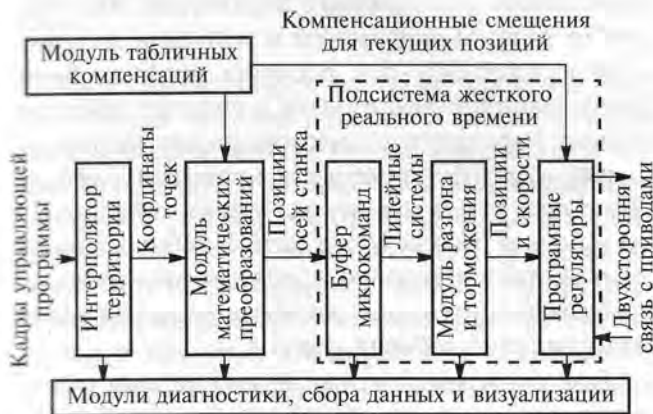 Компенсационные смещения
для текущих позиций
Модуль табличных
компенсаций
Подсистема жесткого
реального времени
Кадры управляющей
программы
Интерполятор
территории
Координаты
точек
Модуль
математических
преобразований
Позиций
осей станка
Буфер
микрокоманд
Линейные
системы
Модуль разгона
и торможения
Позиции
и скорости
Програмные
регуляторы
Двухсторонняя
связь с приводами
Модули диагностики, сбора данных и визуализации